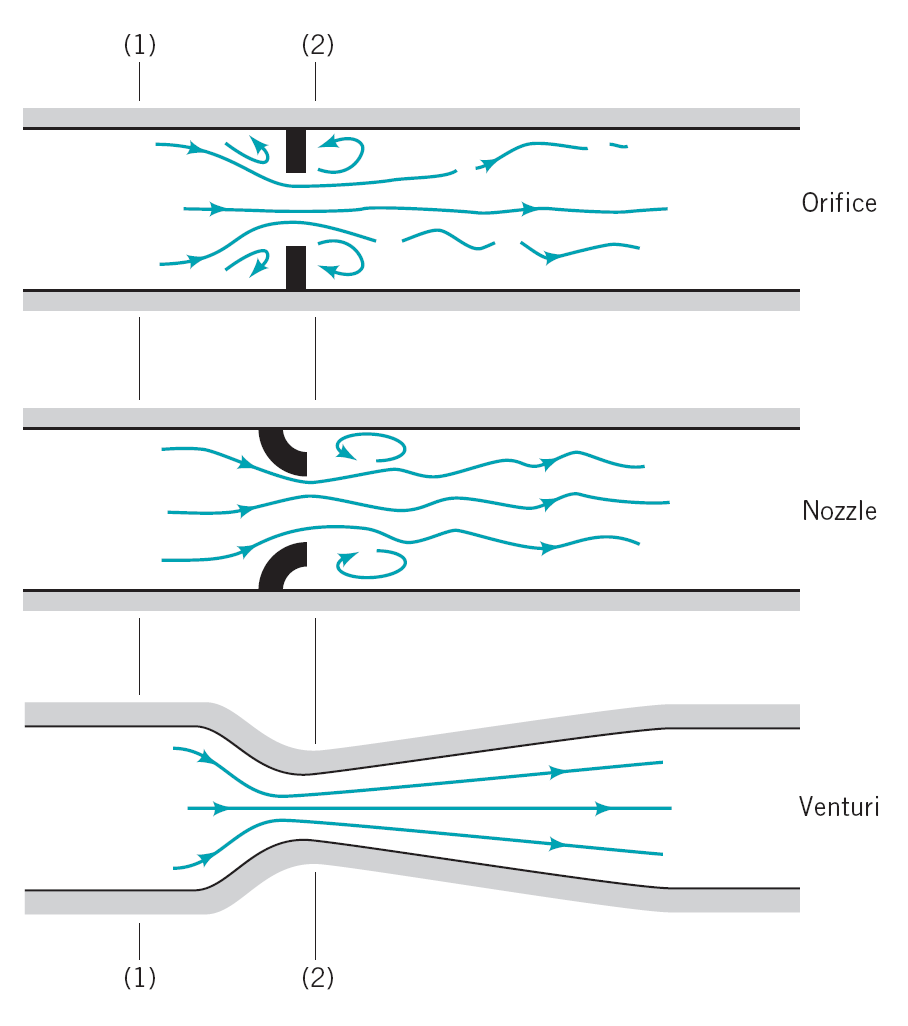 (1) (2)
Orifice
Nozzle
Venturi
(1) (2)